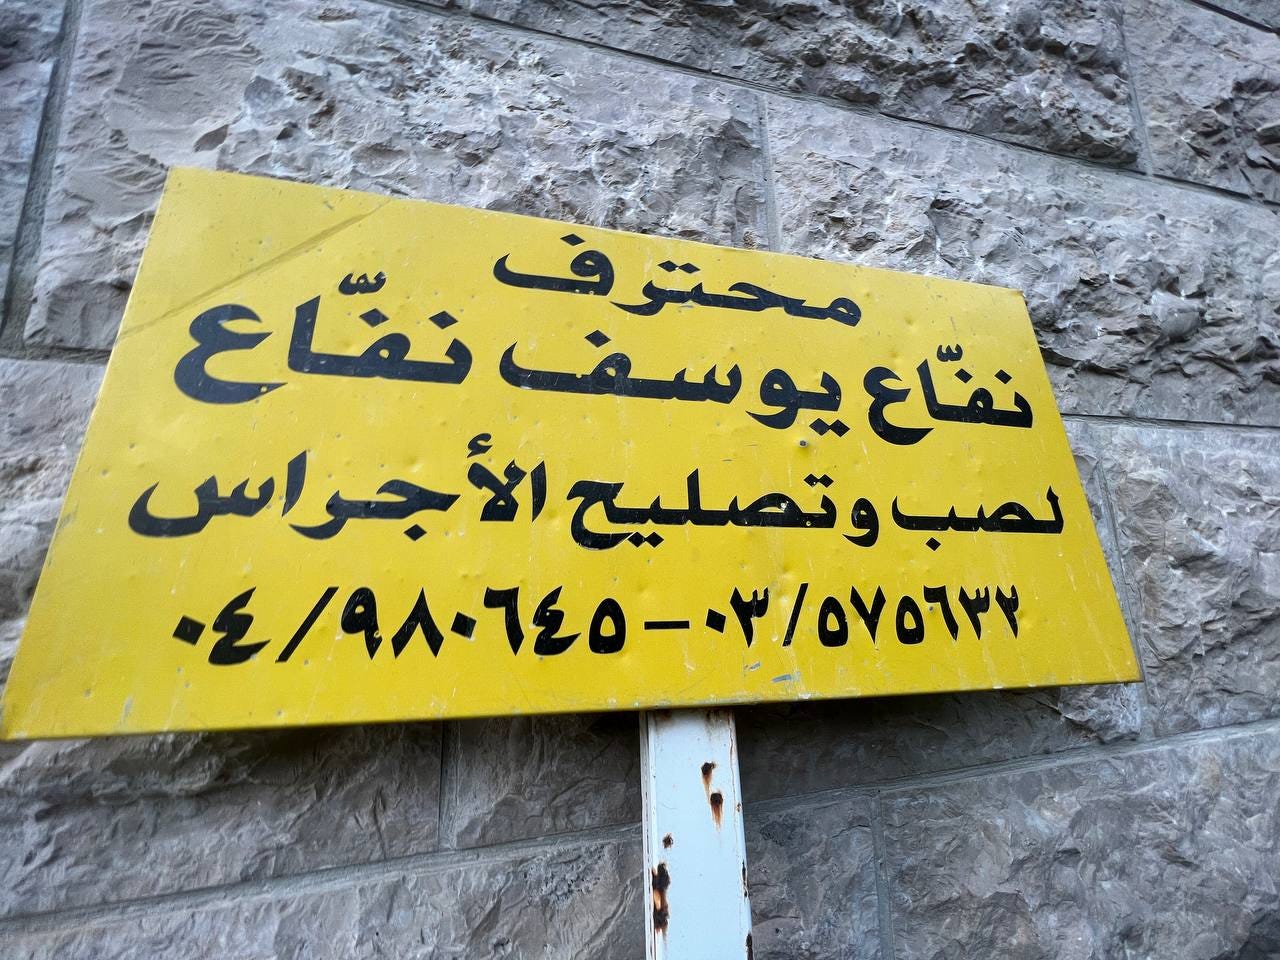 محترف
نفّاع يوسف نفّاع
لصب وتصليح الأجراس
٠٤/٩٨٠٦٤٥ – ٠٣/٥٧٥٦٣٢